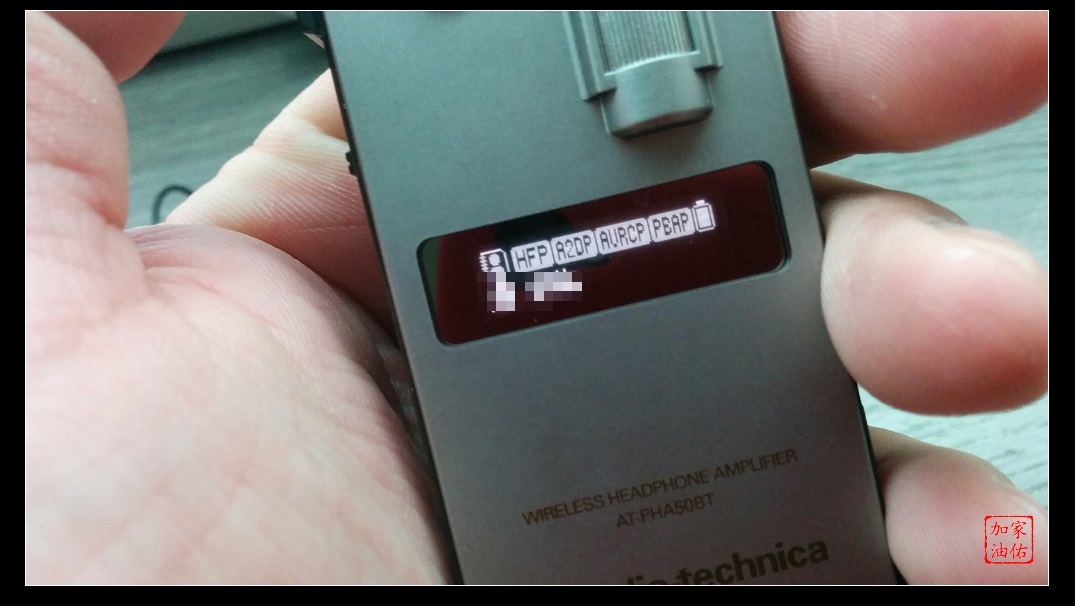 HFP A2DP AVRCP PBAP
WIRELESS HEADPHONE AMPLIFIER
AT-PHA50BT
dio-technica
加家
油佑